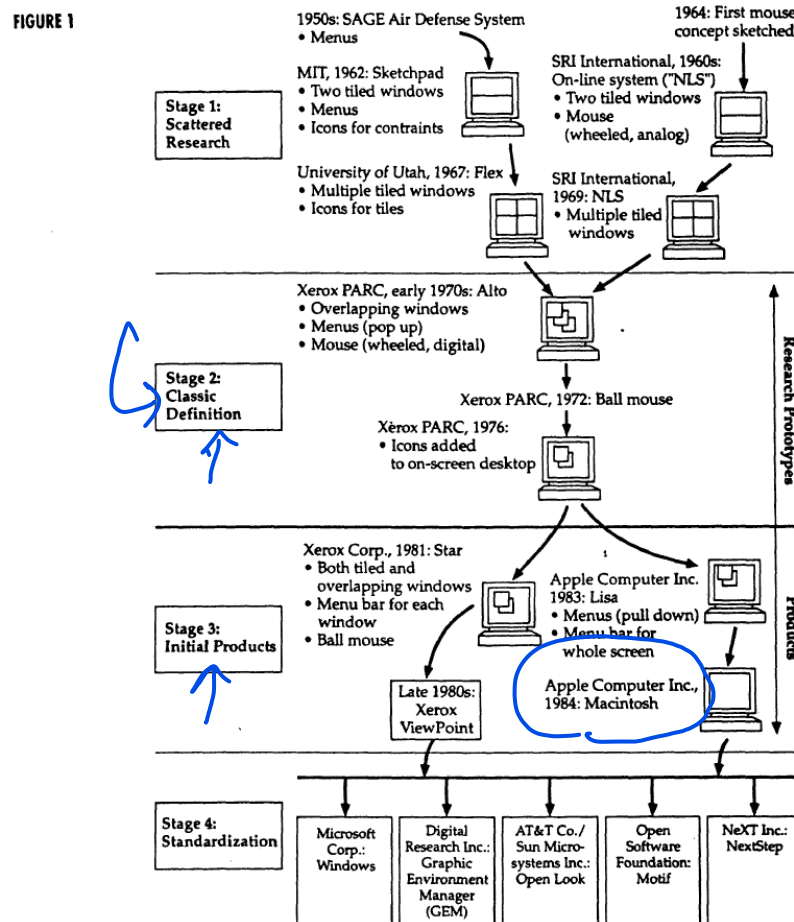 FIGURE 1
1950s: SAGE Air Defense System
• Menus
1964: First mouse
concept sketched
MIT, 1962: Sketchpad
• Two tiled windows
• Menus
• Icons for contraints
SRI International, 1960s:
On-line system ("NLS")
• Two tiled windows
• Mouse
(wheeled, analog)
Stage 1:
Scattered
Research
University of Utah, 1967: Flex
• Multiple tiled windows
• Icons for tiles
SRI International,
1969: NLS
• Multiple tiled
windows
Xerox PARC, early 1970s: Alto
• Overlapping windows
• Menus (pop up)
• Mouse (wheeled, digital)
Stage 2:
Classic
Definition
Xerox PARC, 1972: Ball mouse
Xerox PARC, 1976:
• Icons added
to on-screen desktop
Research Prototypes
Xerox Corp., 1981: Star
• Both tiled and
overlapping windows
• Menu bar for each
window
• Ball mouse
Apple Computer Inc.
1983: Lisa
• Menus (pull down)
• Menu bar for
whole screen
Products
Stage 3:
Initial Products
Late 1980s:
Xerox
ViewPoint
Apple Computer Inc.,
1984: Macintosh
Stage 4:
Standardization
Microsoft
Corp.:
Windows
Digital
Research Inc.:
Graphic
Environment
Manager
(GEM)
AT&T Co./
Sun Micro-
systems Inc.:
Open Look
Open
Software
Foundation:
Motif
NeXT Inc.:
NextStep